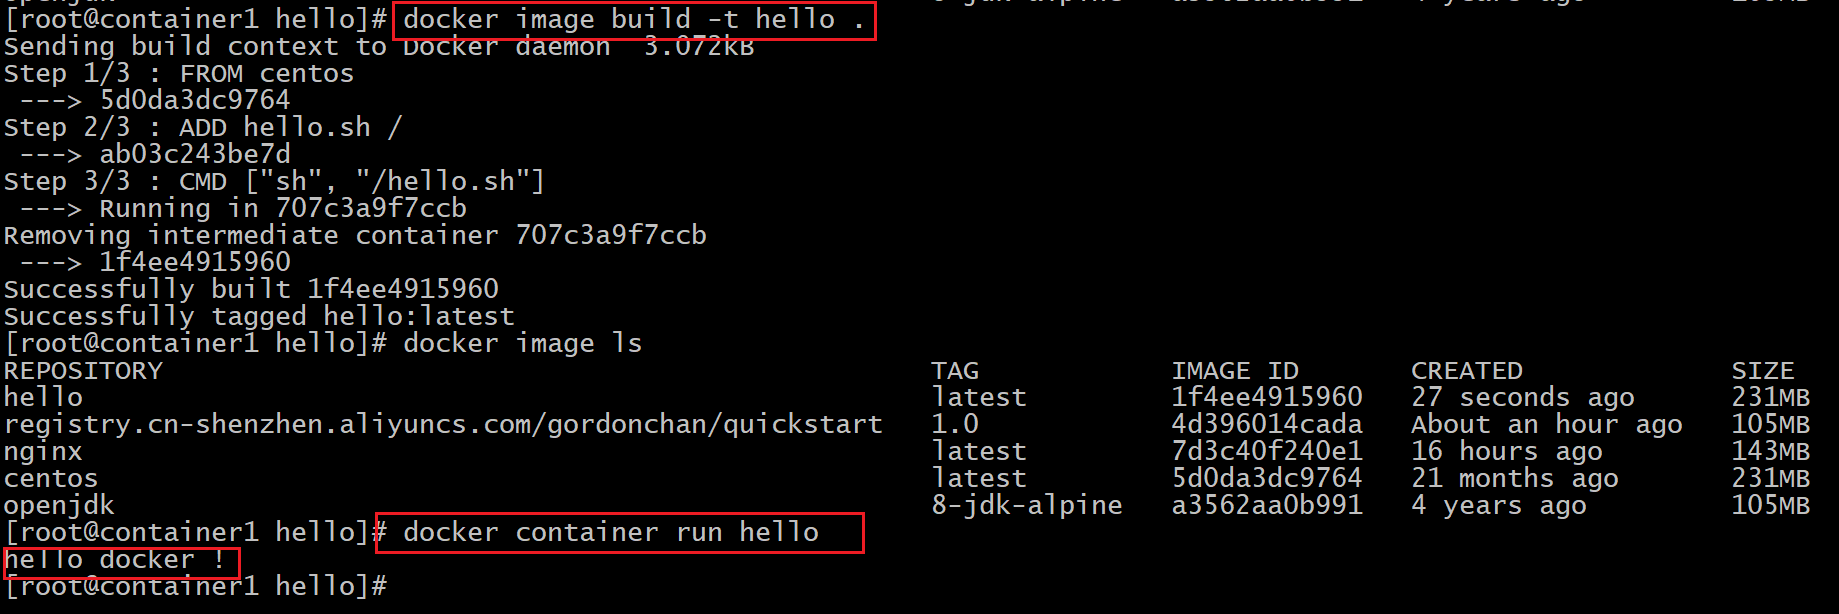 [root@container1 hello]# docker image build -t hello .
Sending build context to Docker daemon  3.072kB
Step 1/3 : FROM centos
 ---> 5d0da3dc9764
Step 2/3 : ADD hello.sh /
 ---> ab03c243be7d
Step 3/3 : CMD ["sh", "/hello.sh"]
 ---> Running in 707c3a9f7ccb
Removing intermediate container 707c3a9f7ccb
 ---> 1f4ee4915960
Successfully built 1f4ee4915960
Successfully tagged hello:latest
[root@container1 hello]# docker image ls
REPOSITORY TAG IMAGE ID CREATED SIZE
hello latest 1f4ee4915960 27 seconds ago 231MB
registry.cn-shenzhen.aliyuncs.com/gordonchan/quickstart 1.0 4d396014cada About an hour ago 105MB
nginx latest 7d3c40f240e1 16 hours ago 143MB
centos latest 5d0da3dc9764 21 months ago 231MB
openjdk 8-jdk-alpine a3562aa0b991 4 years ago 105MB
[root@container1 hello]# docker container run hello
hello docker !
[root@container1 hello]#